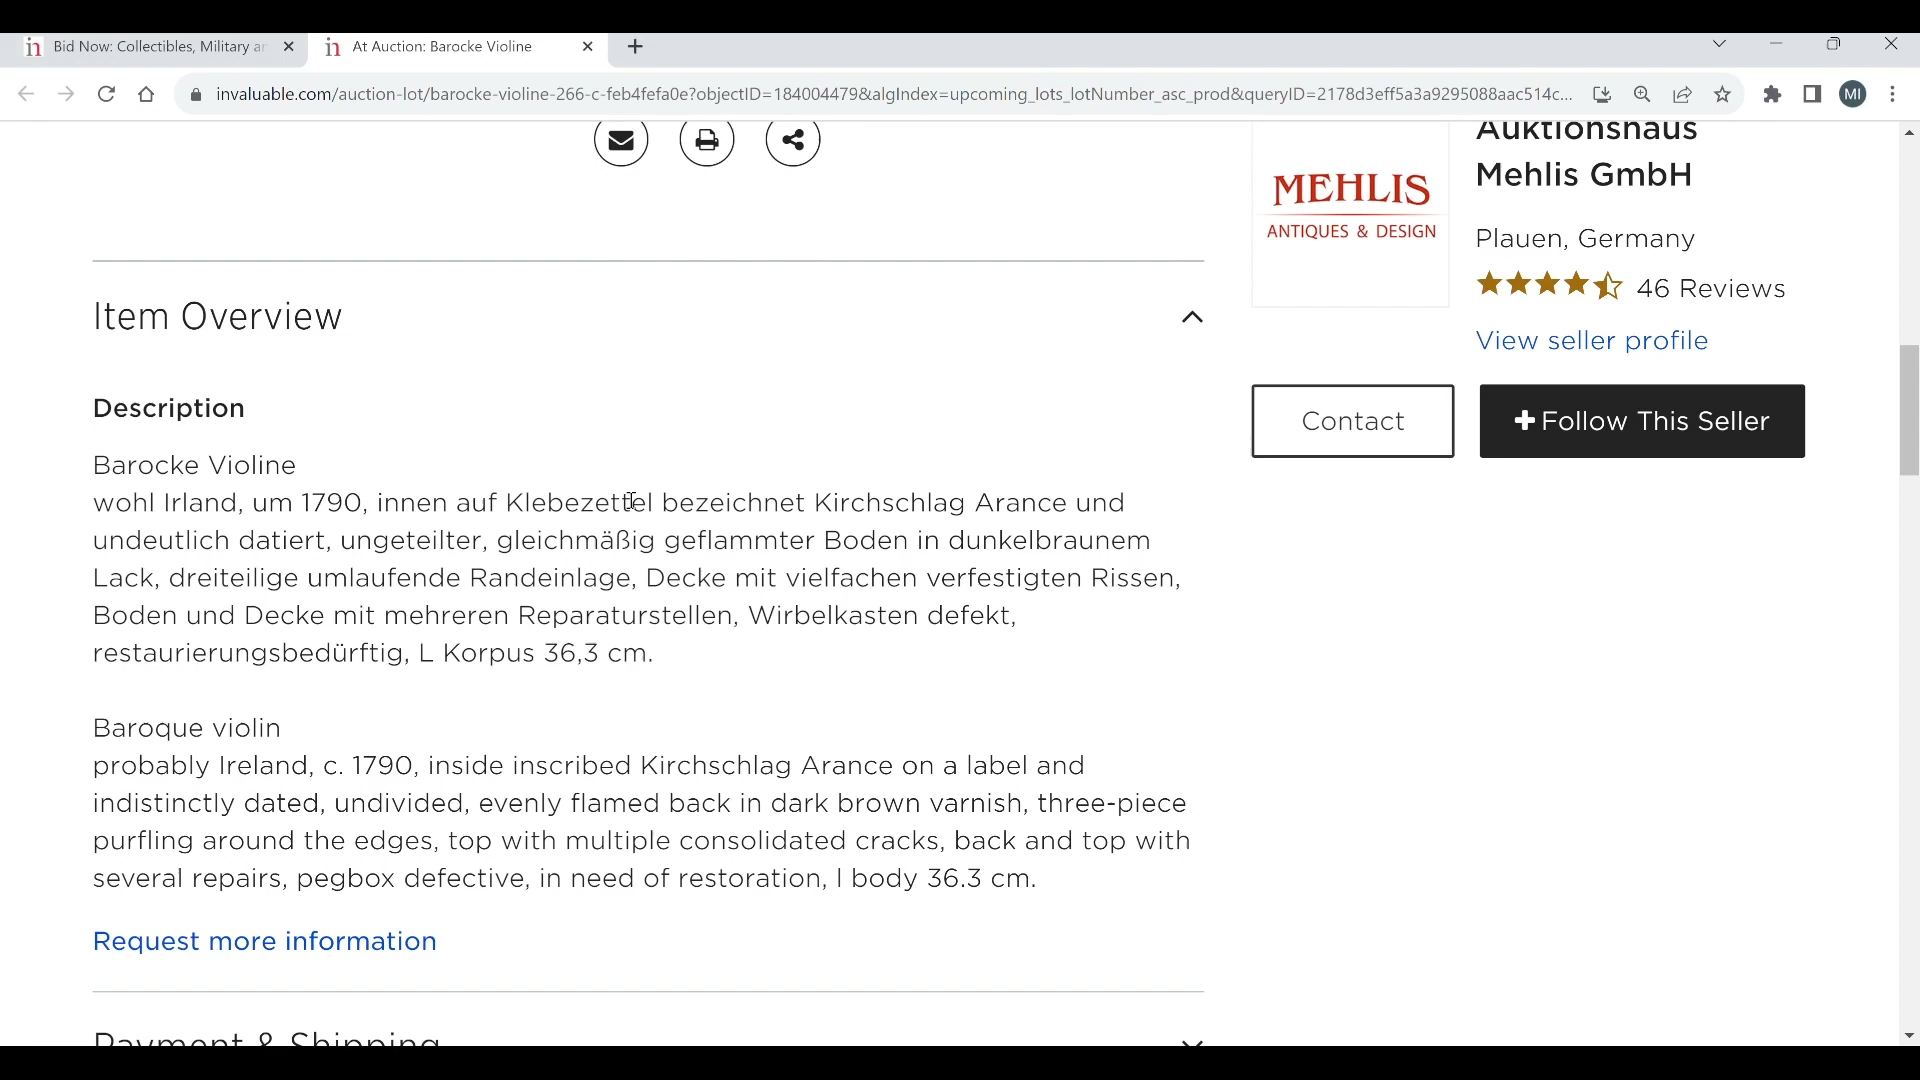 Bid Now: Collectibles, Military
At Auction: Barocke Violine
invaluable.com/auction-lot/barocke-violine-266-c-feb4fefa0e?objectID=184004479&algIndex=upcoming_lots_lotNumber_asc_prod&queryID=2178d3eff5a3a9295088aac514c...
MI
Auktionshaus
Mehlis GmbH
MEHLIS
ANTIQUES & DESIGN
Plauen, Germany
46 Reviews
View seller profile
Contact
Follow This Seller
Item Overview
Description
Barocke Violine
wohl Irland, um 1790, innen auf Klebezettel bezeichnet Kirchschlag Arance und
undeutlich datiert, ungeteilter, gleichmäßig geflammter Boden in dunkelbraunem
Lack, dreiteilige umlaufende Randeinlage, Decke mit vielfachen verfestigten Rissen,
Boden und Decke mit mehreren Reparaturstellen, Wirbelkasten defekt,
restaurierungsbedürftig, L Korpus 36,3 cm.
Baroque violin
probably Ireland, c. 1790, inside inscribed Kirchschlag Arance on a label and
indistinctly dated, undivided, evenly flamed back in dark brown varnish, three-piece
purfling around the edges, top with multiple consolidated cracks, back and top with
several repairs, pegbox defective, in need of restoration, l body 36.3 cm.
Request more information
Payment & Shipping